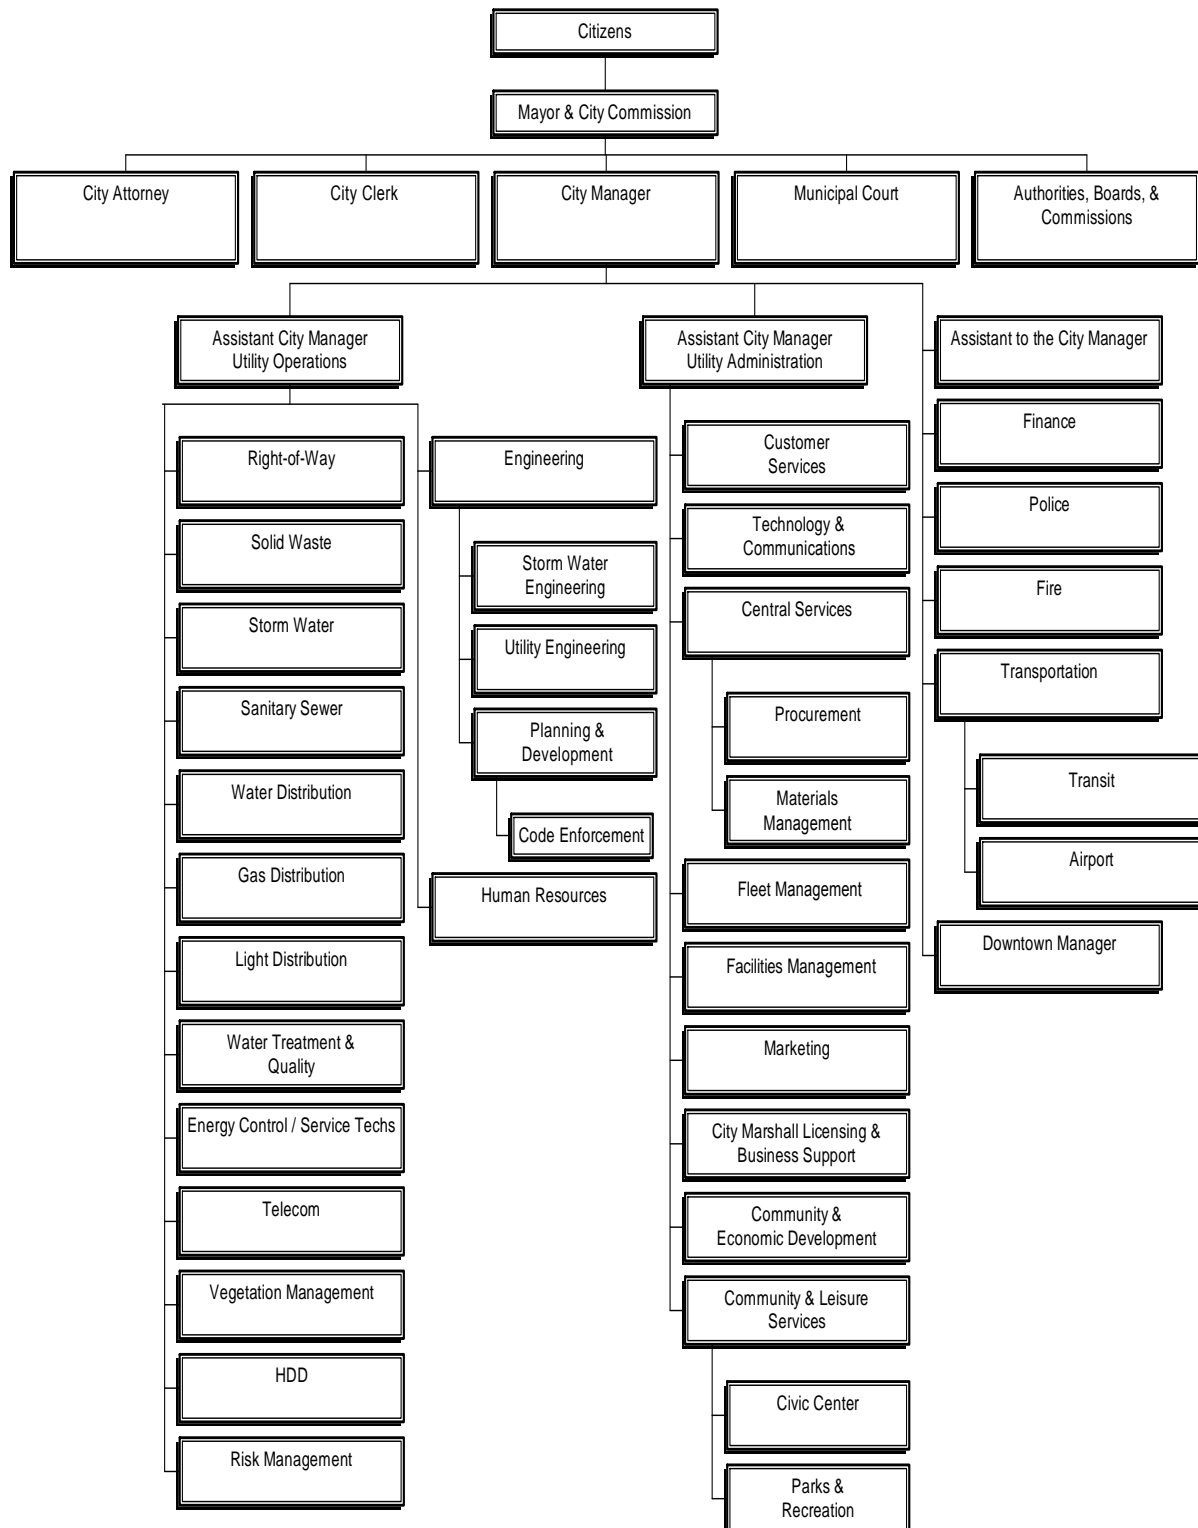 Citizens
Mayor & City Commission
City Attorney
City Clerk
City Manager
Municipal Court
Authorities, Boards, &
Commissions
Assistant City Manager
Utility Operations
Right-of-Way
Solid Waste
Storm Water
Sanitary Sewer
Water Distribution
Gas Distribution
Light Distribution
Water Treatment &
Quality
Energy Control / Service Techs
Telecom
Vegetation Management
HDD
Risk Management
Engineering
Storm Water
Engineering
Utility Engineering
Planning &
Development
Code Enforcement
Human Resources
Assistant City Manager
Utility Administration
Customer
Services
Technology &
Communications
Central Services
Procurement
Materials
Management
Fleet Management
Facilities Management
Marketing
City Marshall Licensing &
Business Support
Community &
Economic Development
Community & Leisure
Services
Civic Center
Parks &
Recreation
Assistant to the City Manager
Finance
Police
Fire
Transportation
Transit
Airport
Downtown Manager